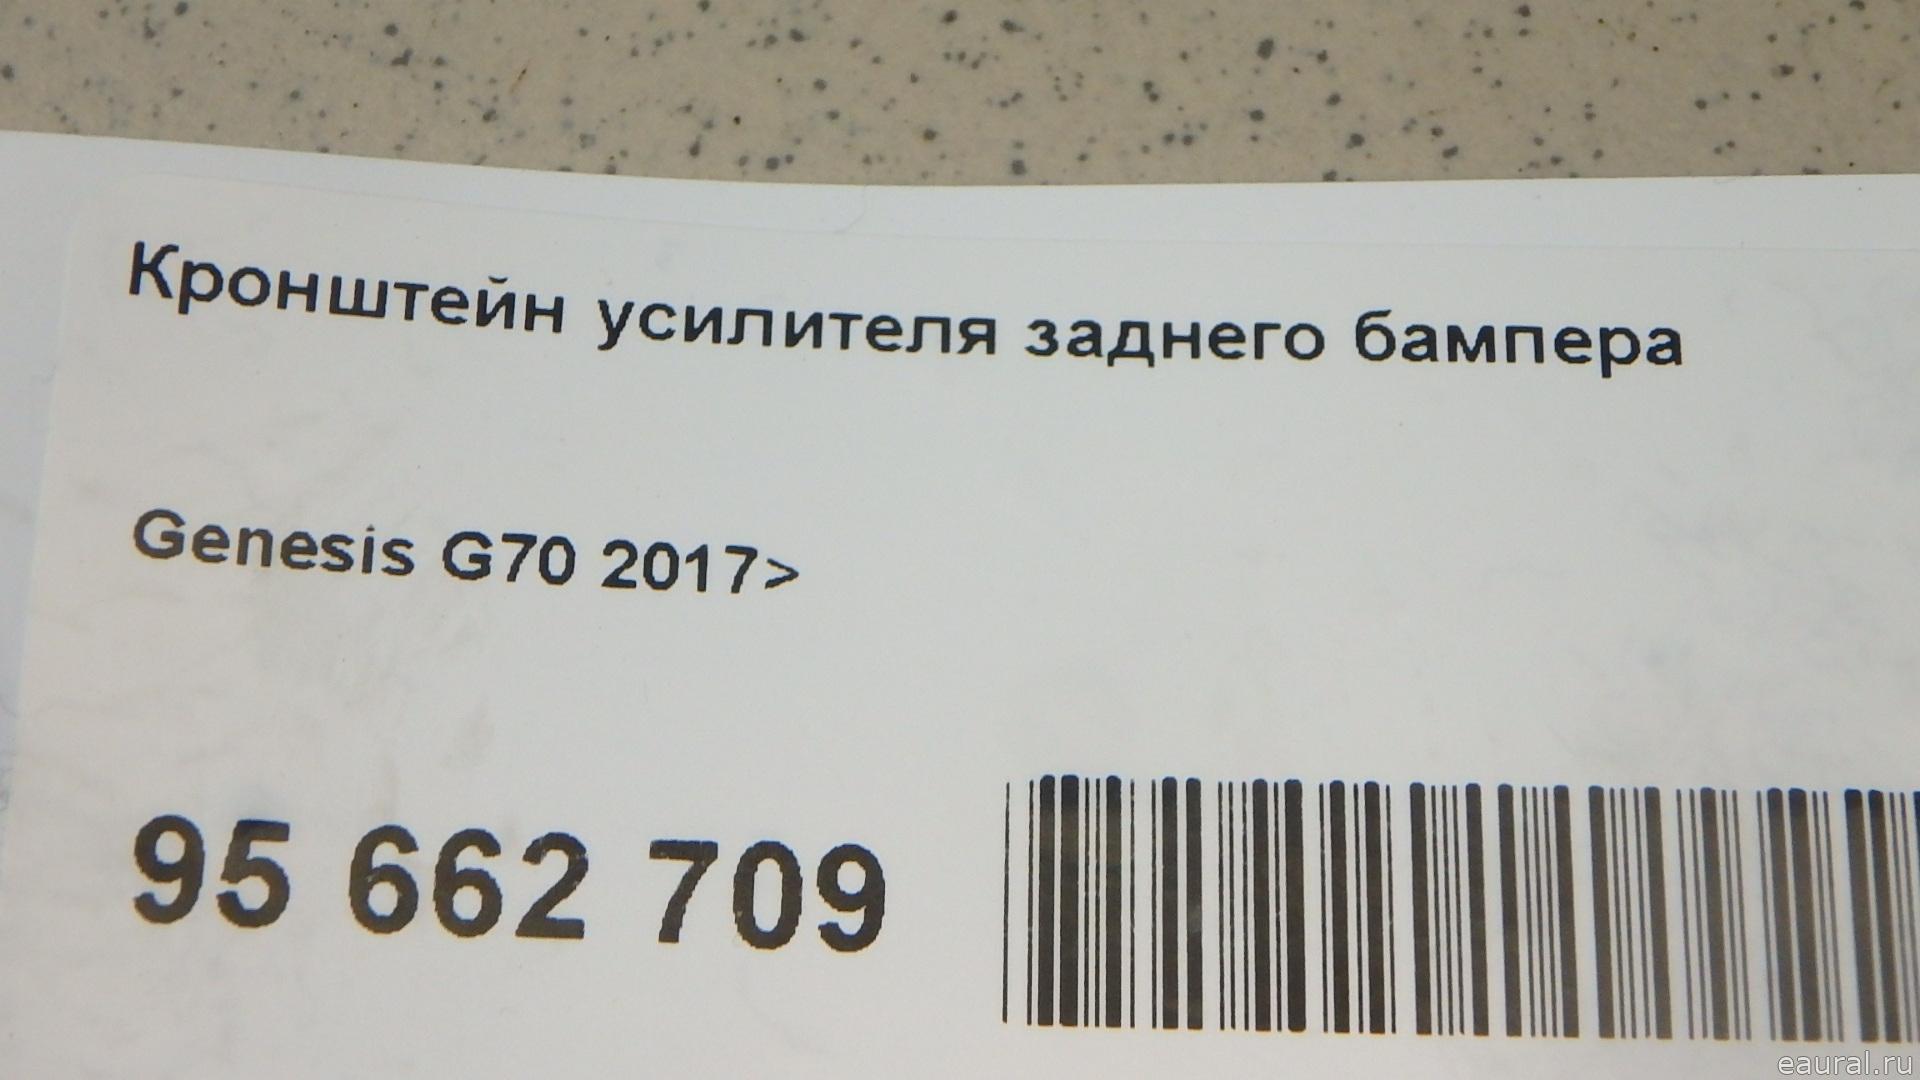 Кронштейн усилителя заднего бампера
Genesis G70 2017>
95 662 709
eaural.ru